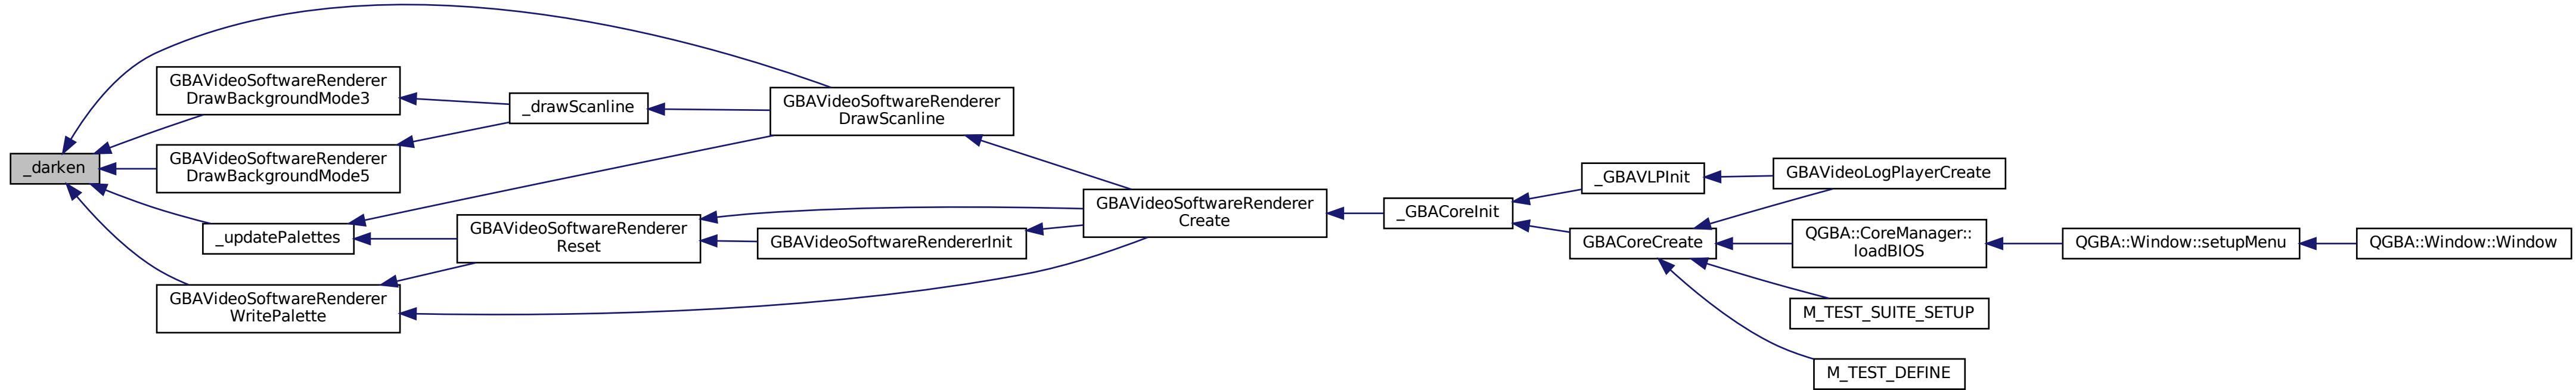 _darken
GBAVideoSoftwareRenderer
DrawBackgroundMode3
GBAVideoSoftwareRenderer
DrawBackgroundMode5
_updatePalettes
GBAVideoSoftwareRenderer
WritePalette
_drawScanline
GBAVideoSoftwareRenderer
Reset
GBAVideoSoftwareRenderer
DrawScanline
GBAVideoSoftwareRendererInit
GBAVideoSoftwareRenderer
Create
_GBACoreInit
_GBAVLPInit
GBACoreCreate
GBAVideoLogPlayerCreate
QGBA::CoreManager::
loadBIOS
M_TEST_SUITE_SETUP
M_TEST_DEFINE
QGBA::Window::setupMenu
QGBA::Window::Window